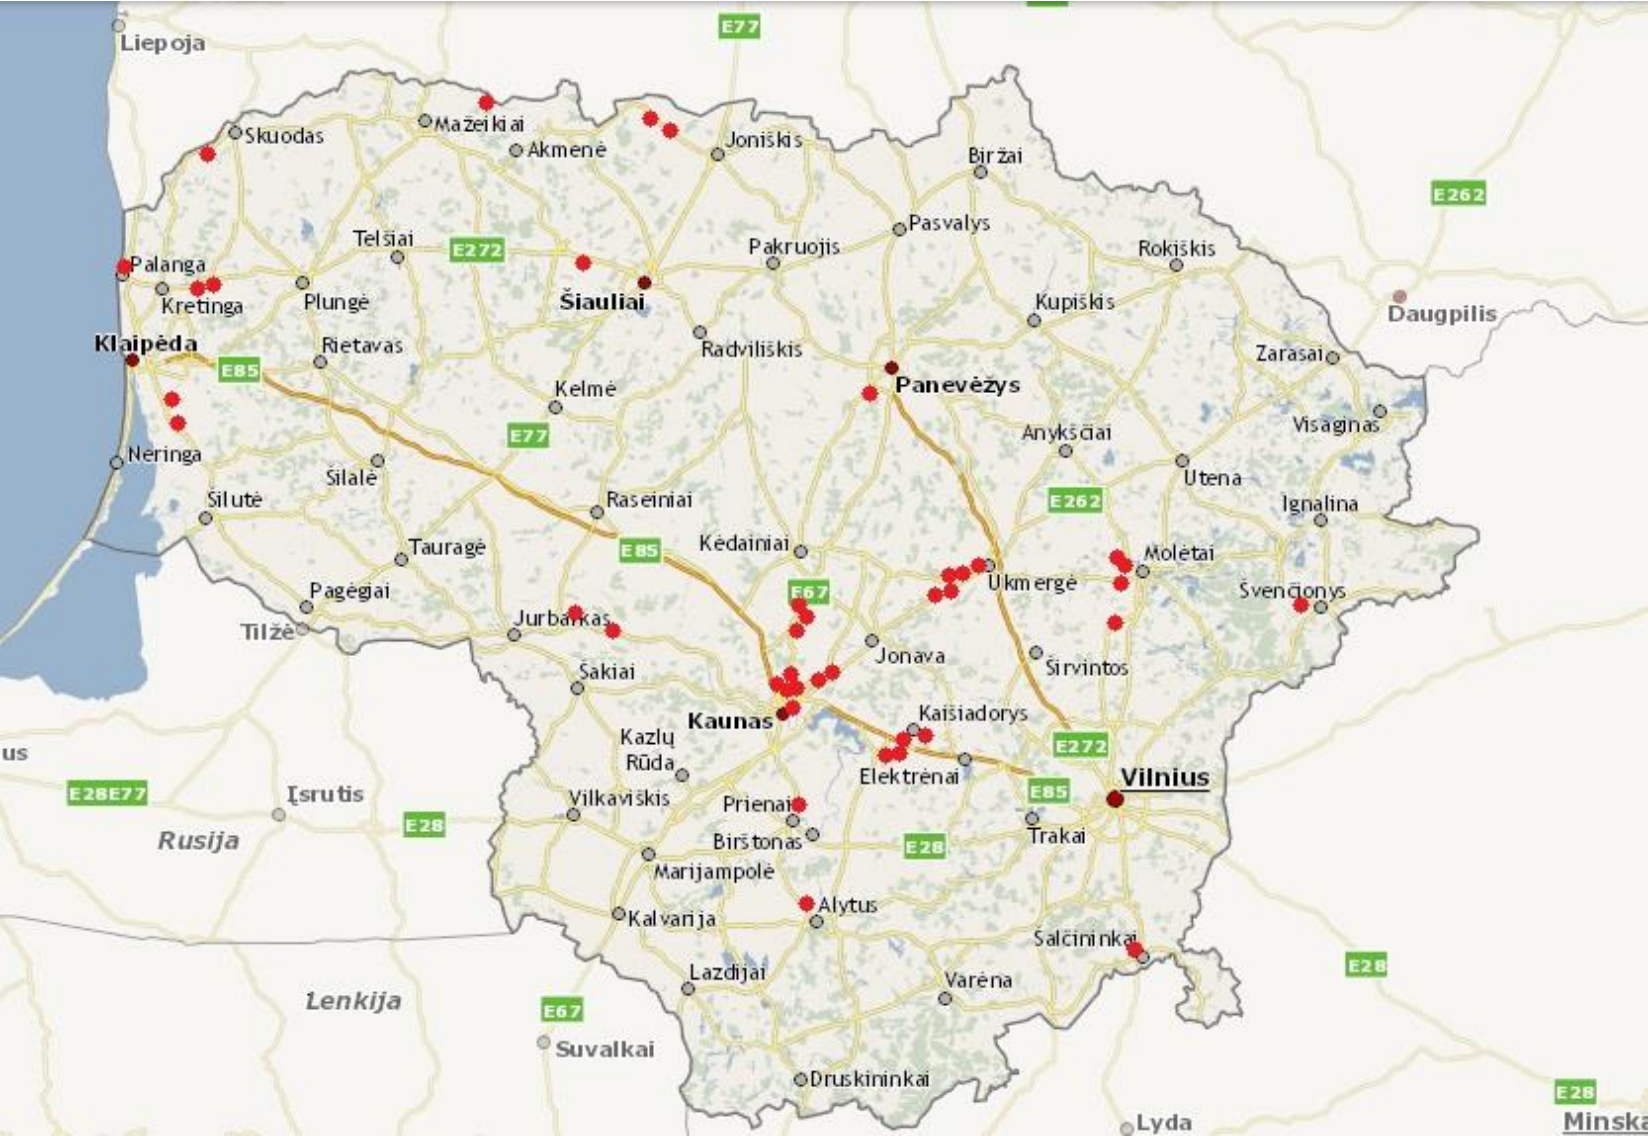 Liepoja
E77
Skuodas
Mažeikiai
Akmenė
Joniškis
Biržai
E262
Pasvalys
Telšiai
E272
Pakruojis
Rokiškis
Palanga
Kretinga
Plungė
Šiauliai
Kupiškis
Daugpilis
Klaipėda
Rietavas
Radviliškis
Zarasai
E85
Kelmė
Panevėžys
Visaginas
E77
Anykščiai
Neringa
Šilalė
Utena
Šilutė
Raseiniai
E262
Ignalina
Tauragė
E85
Kėdainiai
Molėtai
Pagėgiai
E67
Ukmergė
Švenčionys
Tilžė
Jurbarkas
Jonava
Širvintos
Šakiai
Kaunas
Kaišiadorys
Kazlų
Rūda
E272
us
Elektrėnai
Vilnius
E28E77
Įsrutis
Vilkaviškis
Prienai
E85
Rusija
E28
Birštonas
E28
Trakai
Marijampolė
Kalvarija
Alytus
Šalčininkai
E28
Lazdijai
Varėna
Lenkija
E67
Suvalkai
Druskininkai
E28
Lyda
Minska